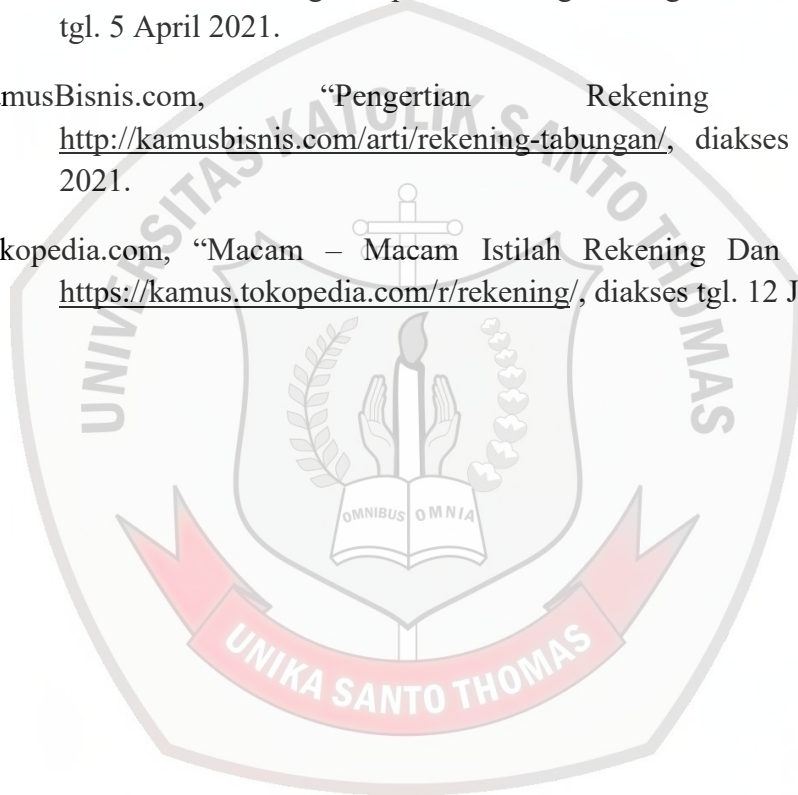 tgl. 5 April 2021.
amusBisnis.com, “Pengertian Rekening
http://kamusbisnis.com/arti/rekening-tabungan/, diakses
2021.
kopedia.com, “Macam – Macam Istilah Rekening Dan
https://kamus.tokopedia.com/r/rekening/, diakses tgl. 12 J
UNIVERSITAS KATOLIK SANTO THOMAS
OMNIBUS OMNIA
UNIKA SANTO THOMAS